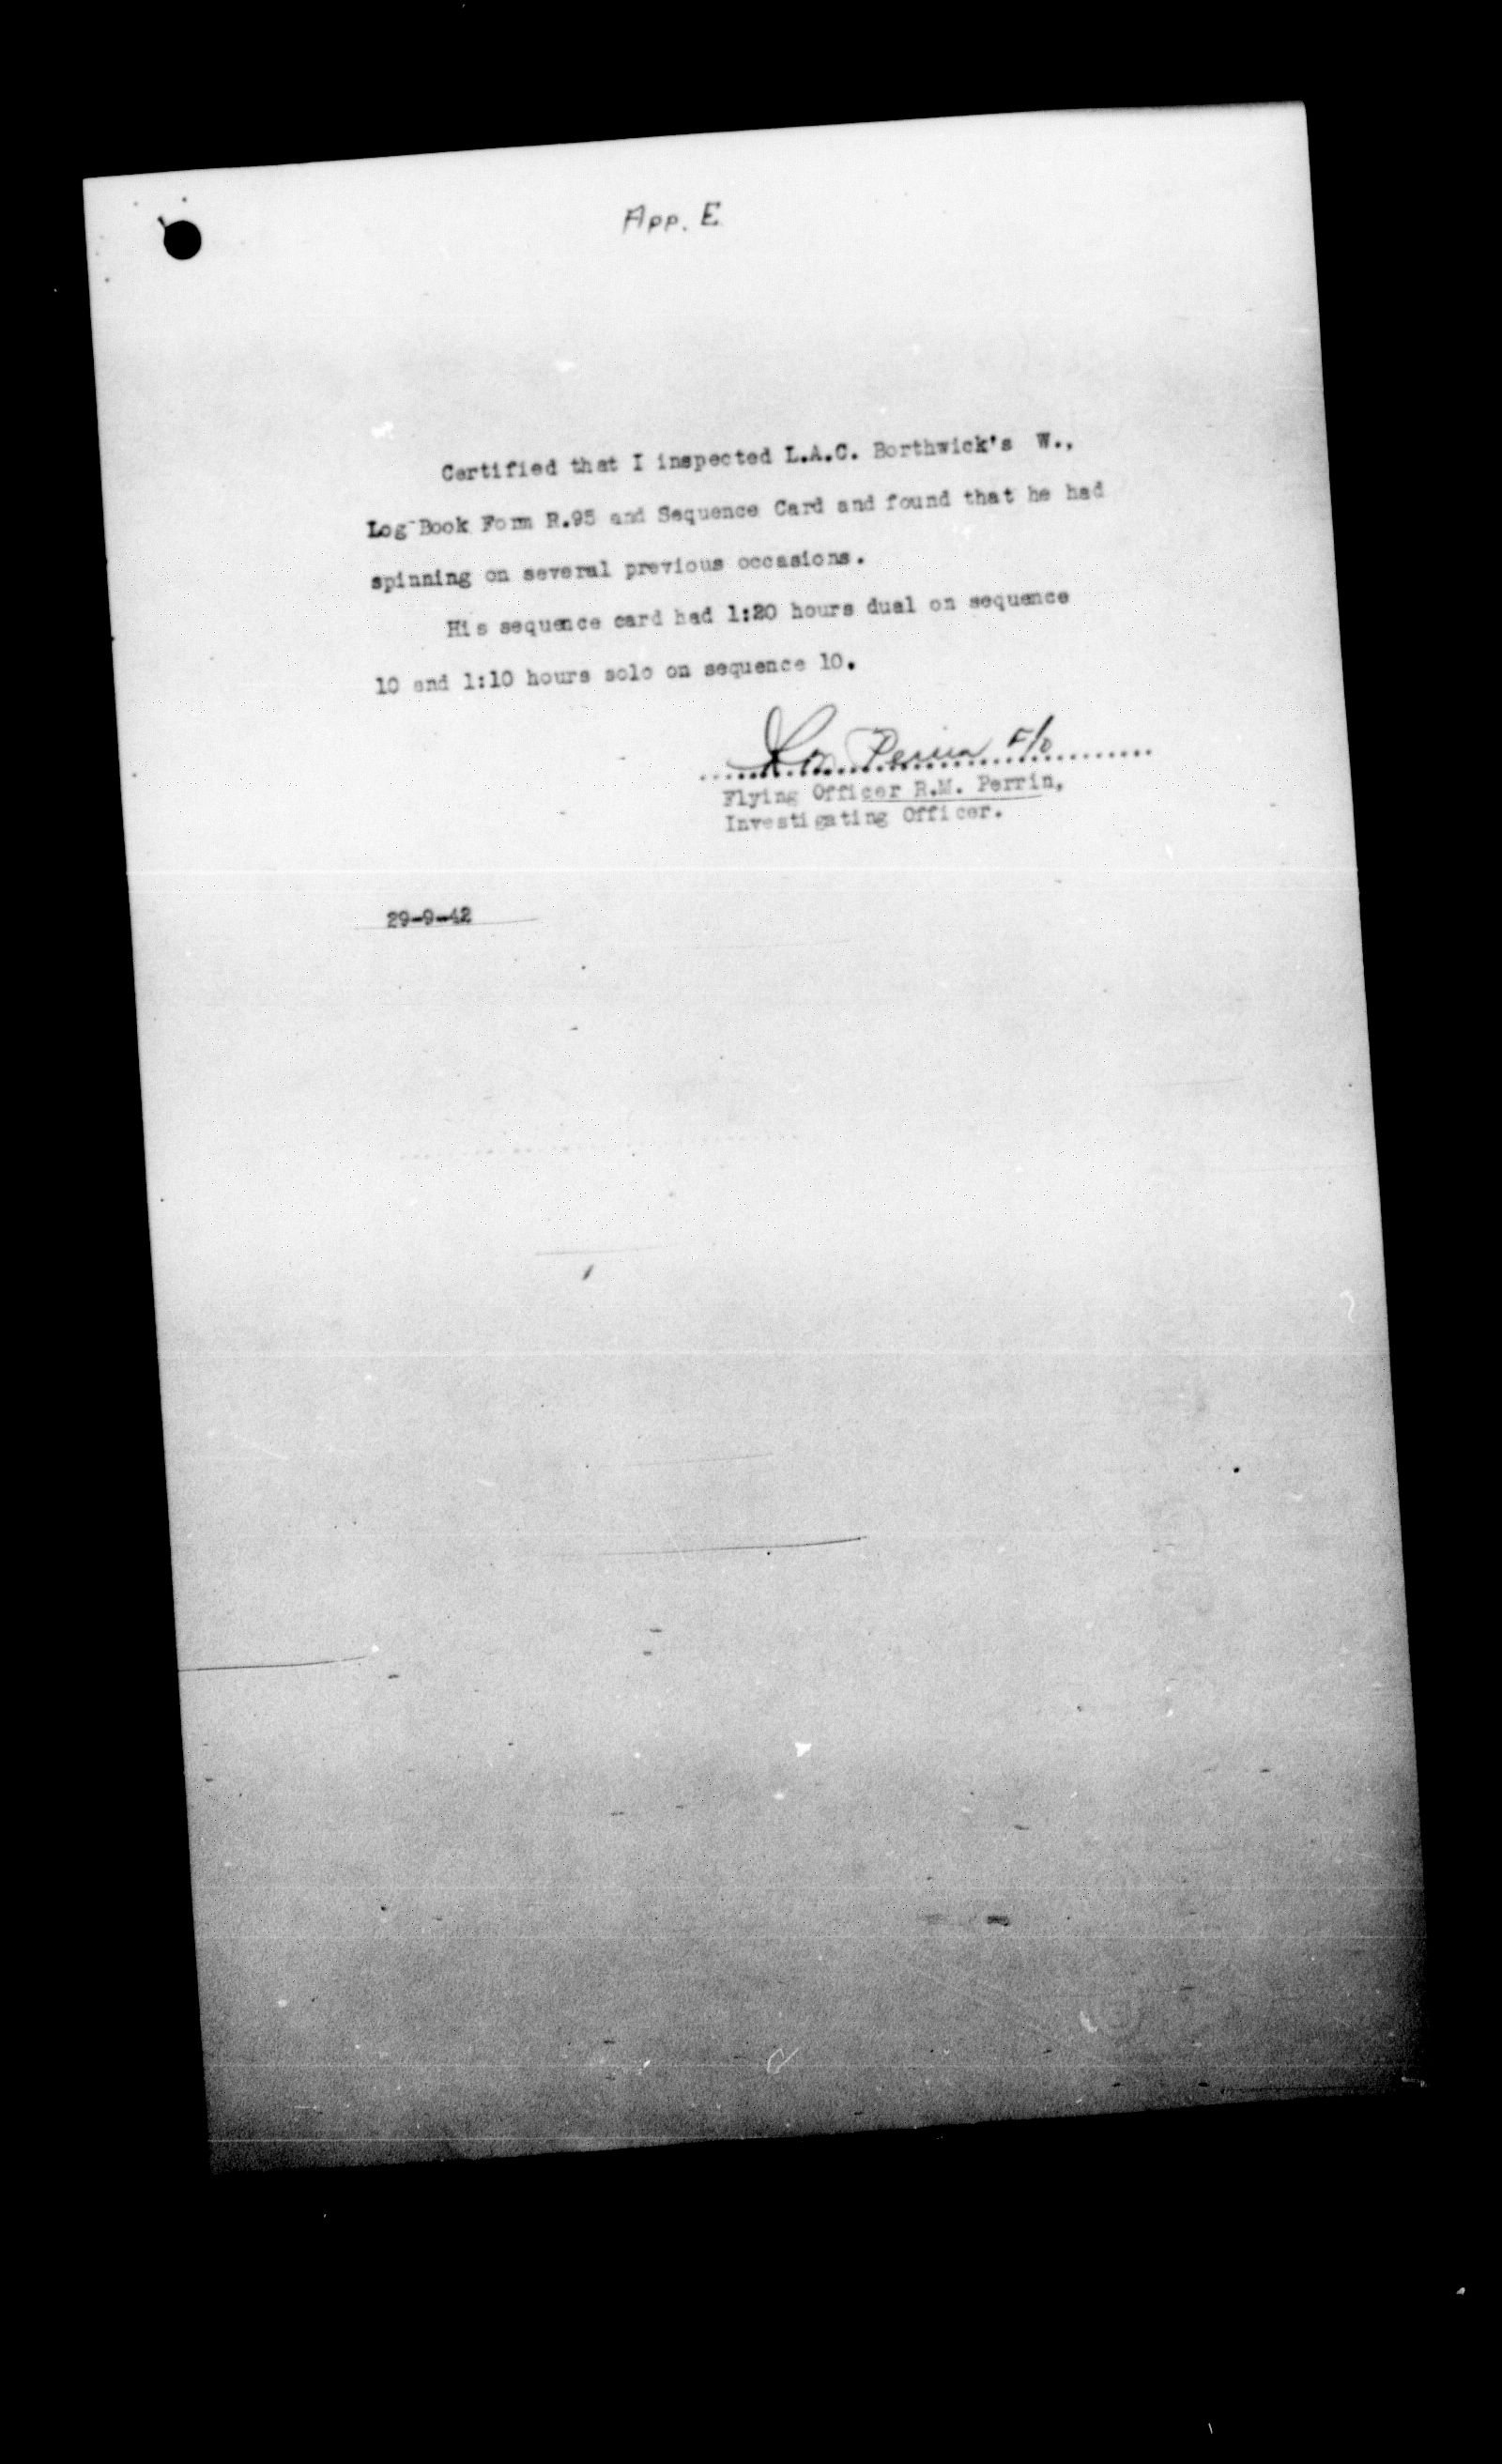 App. E
Certified that I inspected L.A.C. Borthwick's W.,
Log-Book Form R.95 and Sequence Card and found that he had
spinning on several previous occasions.
His sequence card had 1:20 hours dual on sequence
10 and 1:10 hours solo on sequence 10.
Perrin F/O
Flying Officer R.M. Perrin,
Investigating Officer.
29-9-42